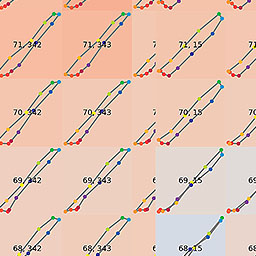 71, 342 71, 343 71, 15
70, 342 70, 343 70, 15
69, 342 69, 343 69, 15
68, 342 68, 343 68, 15